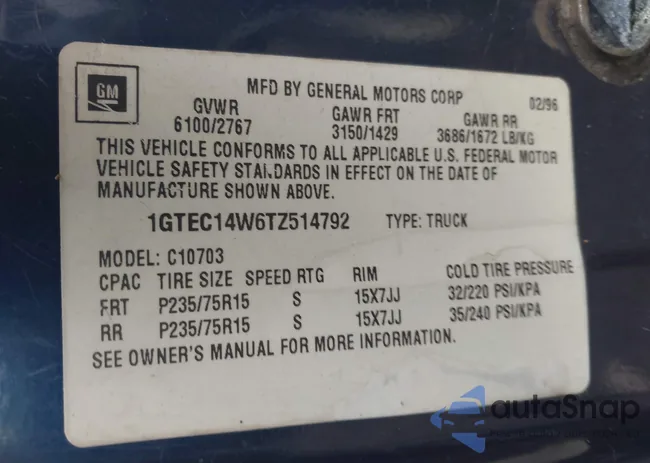 GM
MFD BY GENERAL MOTORS CORP 02/96
GVWR GAWR FRT GAWR RR
6100/2767 3150/1429 3686/1672 LB/KG
THIS VEHICLE CONFORMS TO ALL APPLICABLE U.S. FEDERAL MOTOR
VEHICLE SAFETY STANDARDS IN EFFECT ON THE DATE OF
MANUFACTURE SHOWN ABOVE.
1GTEC14W6TZ514792 TYPE: TRUCK
MODEL: C10703
CPAC TIRE SIZE SPEED RTG RIM COLD TIRE PRESSURE
FRT P235/75R15 S 15X7JJ 32/220 PSI/KPA
RR P235/75R15 S 15X7JJ 35/240 PSI/KPA
SEE OWNER'S MANUAL FOR MORE INFORMATION.
autoSnap